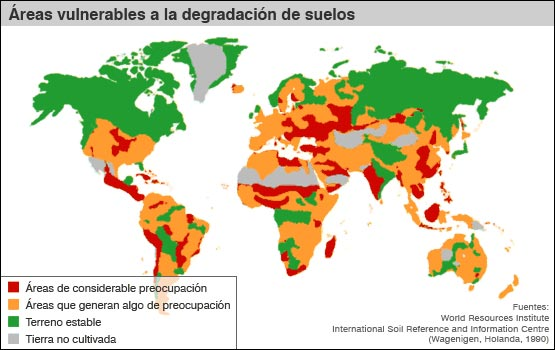 Áreas vulnerables a la degradación de suelos
Áreas de considerable preocupación
Áreas que generan algo de preocupación
Terreno estable
Tierra no cultivada
Fuentes:
World Resources Institute
International Soil Reference and Information Centre
(Wagenigen, Holanda, 1990)